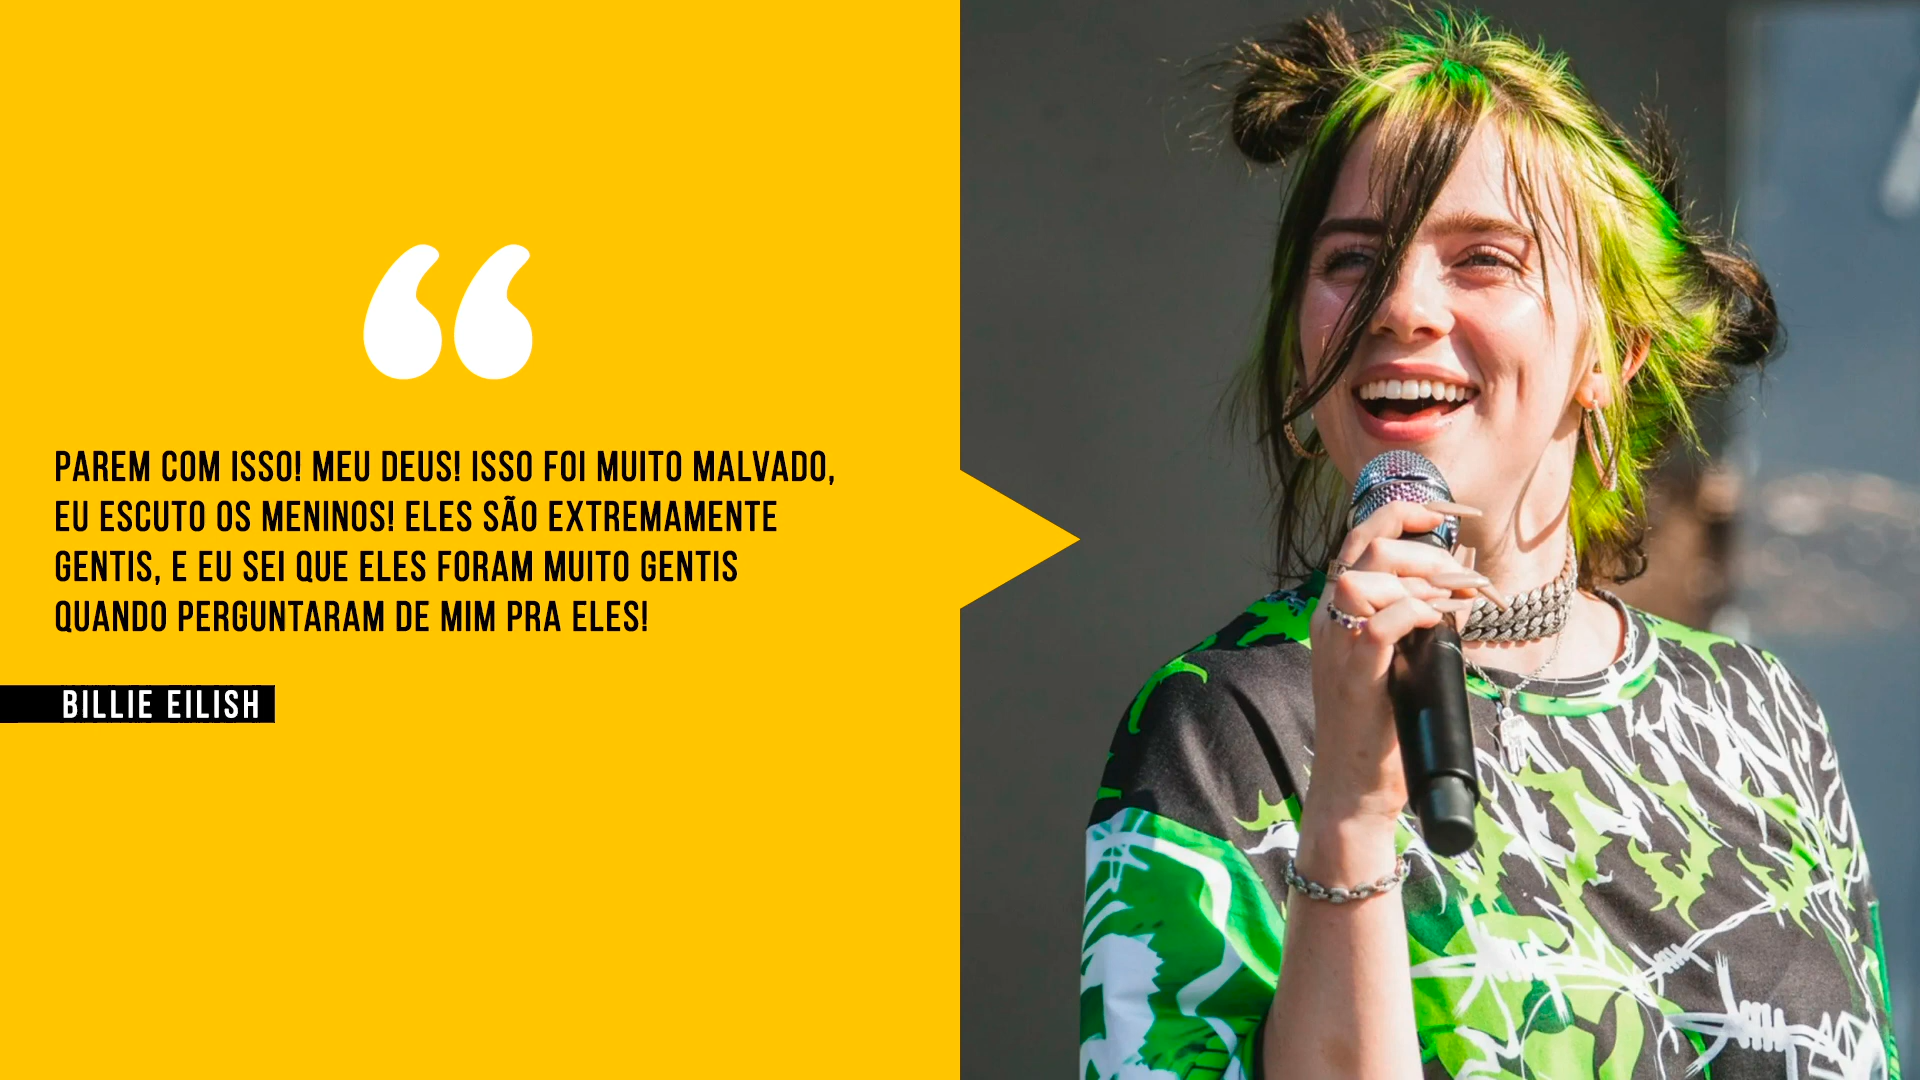 PAREM COM ISSO! MEU DEUS! ISSO FOI MUITO MALVADO,
EU ESCUTO OS MENINOS! ELES SÃO EXTREMAMENTE
GENTIS, E EU SEI QUE ELES FORAM MUITO GENTIS
QUANDO PERGUNTARAM DE MIM PRA ELES!
BILLIE EILISH